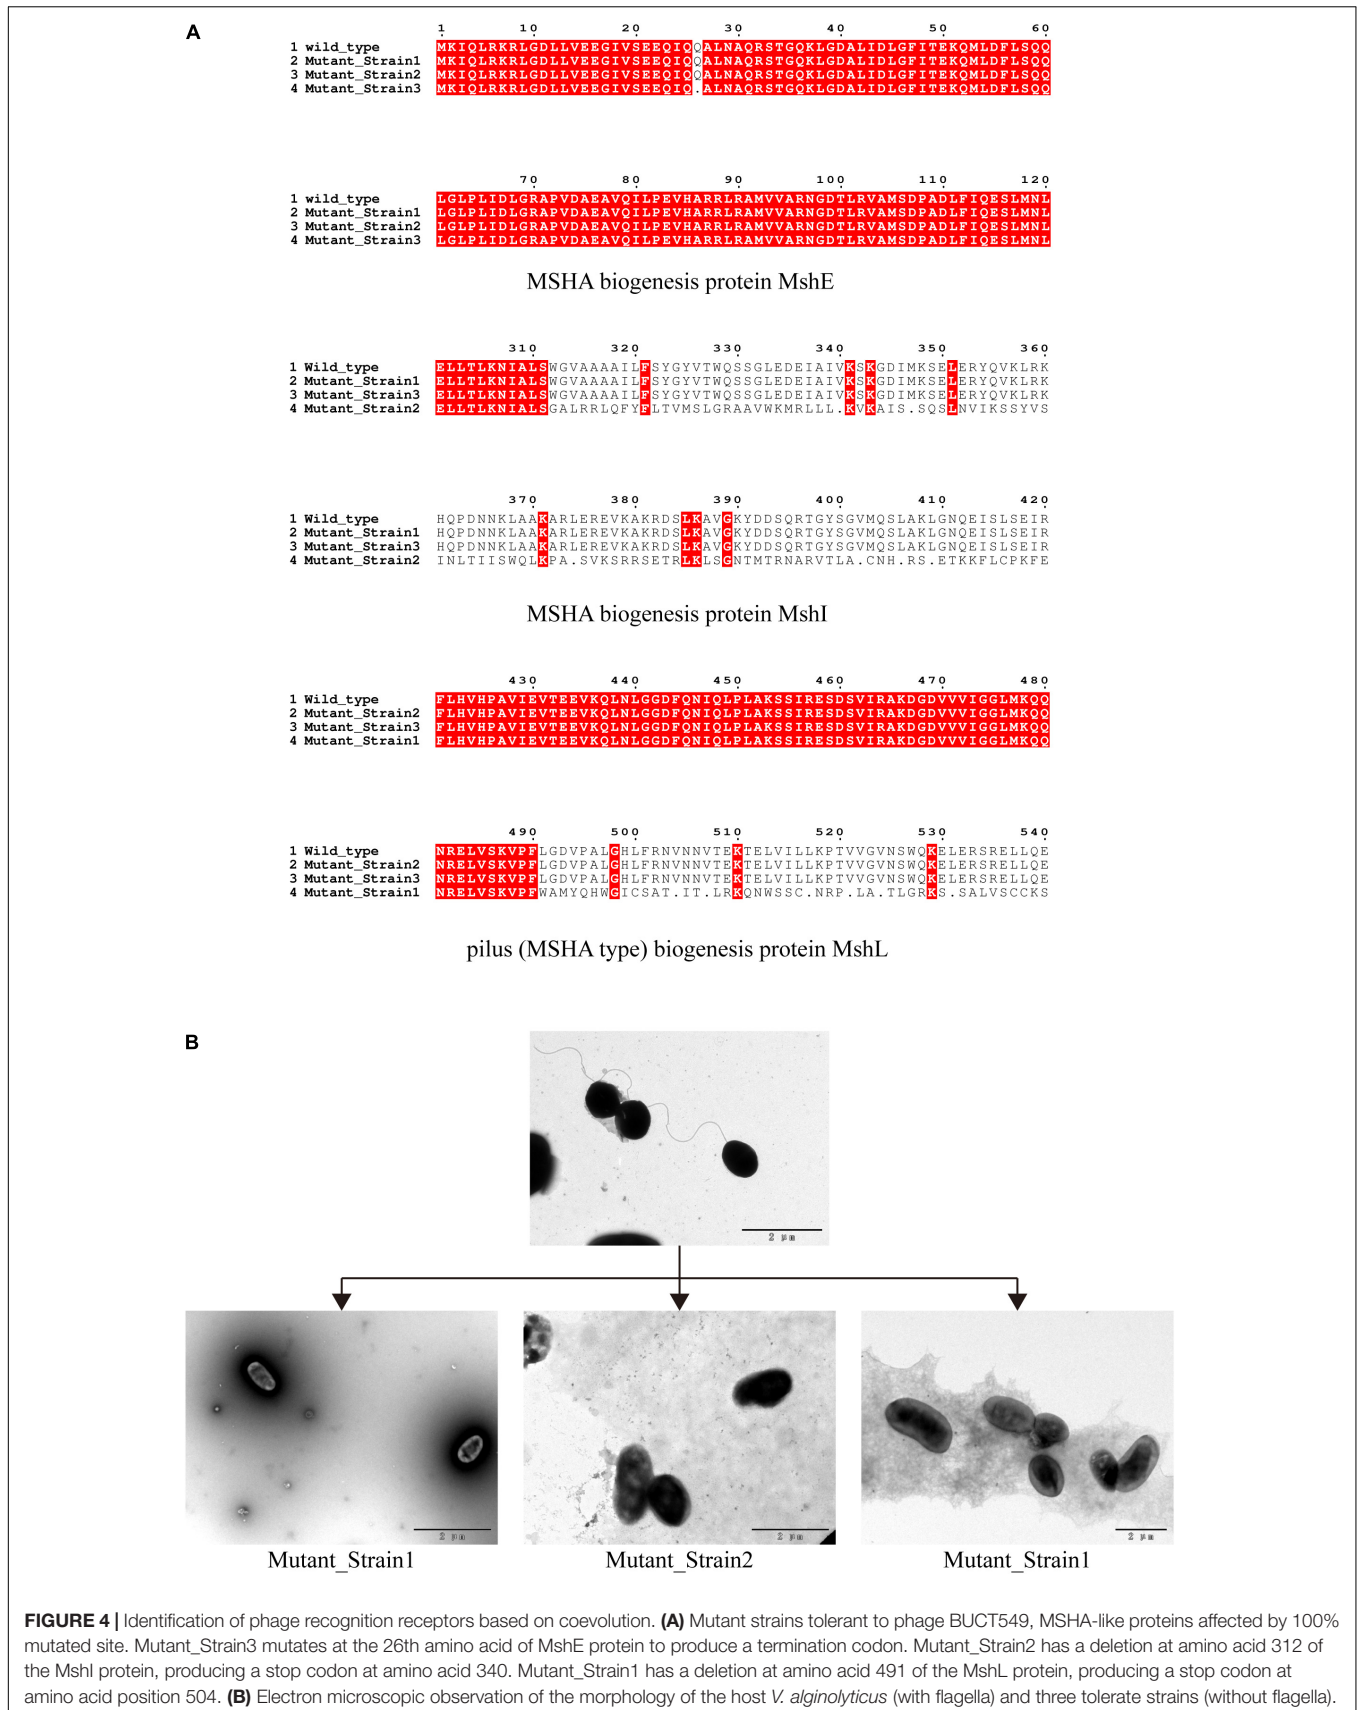 A
1 10 20 30 40 50 60
1 wild_type MKIQLRKRLGDLLVEEGIVSEEQIQQALNAQRSTGQKLGDALIDLGFITEKQMLDFLSQQ
2 Mutant_Strain1 MKIQLRKRLGDLLVEEGIVSEEQIQQALNAQRSTGQKLGDALIDLGFITEKQMLDFLSQQ
3 Mutant_Strain2 MKIQLRKRLGDLLVEEGIVSEEQIQQALNAQRSTGQKLGDALIDLGFITEKQMLDFLSQQ
4 Mutant_Strain3 MKIQLRKRLGDLLVEEGIVSEEQIQ.ALNAQRSTGQKLGDALIDLGFITEKQMLDFLSQQ
70 80 90 100 110 120
1 wild_type LGLPLIDLGRAPVDAEAVQILPEVHARRLRAMVVARNGDTLRVAMSDPADLFIQESLMNL
2 Mutant_Strain1 LGLPLIDLGRAPVDAEAVQILPEVHARRLRAMVVARNGDTLRVAMSDPADLFIQESLMNL
3 Mutant_Strain2 LGLPLIDLGRAPVDAEAVQILPEVHARRLRAMVVARNGDTLRVAMSDPADLFIQESLMNL
4 Mutant_Strain3 LGLPLIDLGRAPVDAEAVQILPEVHARRLRAMVVARNGDTLRVAMSDPADLFIQESLMNL
MSHA biogenesis protein MshE
310 320 330 340 350 360
1 Wild_type ELLTLKNIALSWGVAAAAILFSYGYVTWQSSGLEDEIAIVKSKGDIMKSELERYQVKLRK
2 Mutant_Strain1 ELLTLKNIALSWGVAAAAILFSYGYVTWQSSGLEDEIAIVKSKGDIMKSELERYQVKLRK
3 Mutant_Strain3 ELLTLKNIALSWGVAAAAILFSYGYVTWQSSGLEDEIAIVKSKGDIMKSELERYQVKLRK
4 Mutant_Strain2 ELLTLKNIALSGALRRLQFYFLTVMSLGRAAVWKMRLLL.KVKAIS.SQSLNVIKSSYVS
370 380 390 400 410 420
1 Wild_type HQPDNNKLAAKARLEREVKAKRDSLKAVGKYDDSQRTGYSGVMQSLAKLGNQEISLSEIR
2 Mutant_Strain1 HQPDNNKLAAKARLEREVKAKRDSLKAVGKYDDSQRTGYSGVMQSLAKLGNQEISLSEIR
3 Mutant_Strain3 HQPDNNKLAAKARLEREVKAKRDSLKAVGKYDDSQRTGYSGVMQSLAKLGNQEISLSEIR
4 Mutant_Strain2 INLTIISWQLKPA.SVKSRRSETRLKLSGNTMTRNARVTLA.CNH.RS.ETKKFLCPKFE
MSHA biogenesis protein MshI
430 440 450 460 470 480
1 Wild_type FLHVHPAVIEVTEEVKQLNLGGDFQNIQLPLAKSSIRESDSVIRAKDGDVVVIGGLMKQQ
2 Mutant_Strain2 FLHVHPAVIEVTEEVKQLNLGGDFQNIQLPLAKSSIRESDSVIRAKDGDVVVIGGLMKQQ
3 Mutant_Strain3 FLHVHPAVIEVTEEVKQLNLGGDFQNIQLPLAKSSIRESDSVIRAKDGDVVVIGGLMKQQ
4 Mutant_Strain1 FLHVHPAVIEVTEEVKQLNLGGDFQNIQLPLAKSSIRESDSVIRAKDGDVVVIGGLMKQQ
490 500 510 520 530 540
1 Wild_type NRELVSKVPFLGDVPALGHLFRNVNNVTEKTELVILLKPTVVGVNSWQKELERSRELLQE
2 Mutant_Strain2 NRELVSKVPFLGDVPALGHLFRNVNNVTEKTELVILLKPTVVGVNSWQKELERSRELLQE
3 Mutant_Strain3 NRELVSKVPFLGDVPALGHLFRNVNNVTEKTELVILLKPTVVGVNSWQKELERSRELLQE
4 Mutant_Strain1 NRELVSKVPFWAMYQHWGICSAT.IT.LRKQNWSSC.NRP.LA.TLGRKS.SALVSCCKS
pilus (MSHA type) biogenesis protein MshL
B
2 µm
2 µm
2 µm
2 µm
Mutant_Strain1
Mutant_Strain2
Mutant_Strain1
FIGURE 4 | Identification of phage recognition receptors based on coevolution. (A) Mutant strains tolerant to phage BUCT549, MSHA-like proteins affected by 100%
mutated site. Mutant_Strain3 mutates at the 26th amino acid of MshE protein to produce a termination codon. Mutant_Strain2 has a deletion at amino acid 312 of
the MshI protein, producing a stop codon at amino acid 340. Mutant_Strain1 has a deletion at amino acid 491 of the MshL protein, producing a stop codon at
amino acid position 504. (B) Electron microscopic observation of the morphology of the host V. alginolyticus (with flagella) and three tolerate strains (without flagella).